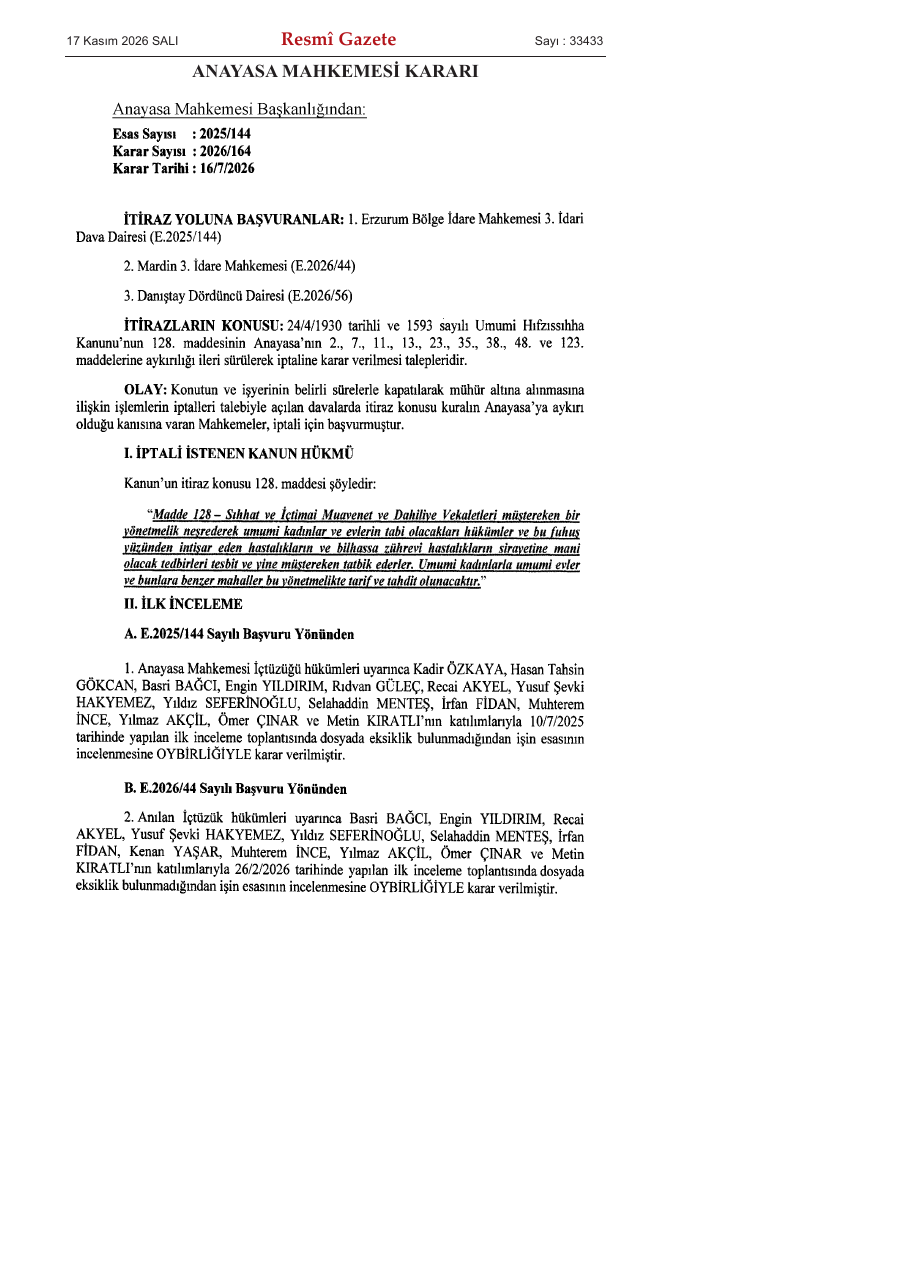 17 Kasım 2026 SALI Resmî Gazete Sayı : 33433
ANAYASA MAHKEMESİ KARARI
Anayasa Mahkemesi Başkanlığından:
Esas Sayısı : 2025/144
Karar Sayısı : 2026/164
Karar Tarihi : 16/7/2026
İTİRAZ YOLUNA BAŞVURANLAR: 1. Erzurum Bölge İdare Mahkemesi 3. İdari
Dava Dairesi (E.2025/144)
2. Mardin 3. İdare Mahkemesi (E.2026/44)
3. Danıştay Dördüncü Dairesi (E.2026/56)
İTİRAZLARIN KONUSU: 24/4/1930 tarihli ve 1593 sayılı Umumi Hıfzıssıhha
Kanunu’nun 128. maddesinin Anayasa’nın 2., 7., 11., 13., 23., 35., 38., 48. ve 123.
maddelerine aykırılığı ileri sürülerek iptaline karar verilmesi talepleridir.
OLAY: Konutun ve işyerinin belirli sürelerle kapatılarak mühür altına alınmasına
ilişkin işlemlerin iptalleri talebiyle açılan davalarda itiraz konusu kuralın Anayasa’ya aykırı
olduğu kanısına varan Mahkemeler, iptali için başvurmuştur.
I. İPTALİ İSTENEN KANUN HÜKMÜ
Kanun’un itiraz konusu 128. maddesi şöyledir:
“Madde 128 – Sıhhat ve İçtimai Muavenet ve Dahiliye Vekaletleri müştereken bir
yönetmelik neşrederek umumi kadınlar ve evlerin tabi olacakları hükümler ve bu fuhuş
yüzünden intişar eden hastalıkların ve bilhassa zührevi hastalıkların sirayetine mani
olacak tedbirleri tesbit ve yine müştereken tatbik ederler. Umumi kadınlarla umumi evler
ve bunlara benzer mahaller bu yönetmelikte tarif ve tahdit olunacaktır.”
II. İLK İNCELEME
A. E.2025/144 Sayılı Başvuru Yönünden
1. Anayasa Mahkemesi İçtüzüğü hükümleri uyarınca Kadir ÖZKAYA, Hasan Tahsin
GÖKCAN, Basri BAĞCI, Engin YILDIRIM, Rıdvan GÜLEÇ, Recai AKYEL, Yusuf Şevki
HAKYEMEZ, Yıldız SEFERİNOĞLU, Selahaddin MENTEŞ, İrfan FİDAN, Muhterem
İNCE, Yılmaz AKÇİL, Ömer ÇINAR ve Metin KIRATLI’nın katılımlarıyla 10/7/2025
tarihinde yapılan ilk inceleme toplantısında dosyada eksiklik bulunmadığından işin esasının
incelenmesine OYBİRLİĞİYLE karar verilmiştir.
B. E.2026/44 Sayılı Başvuru Yönünden
2. Anılan İçtüzük hükümleri uyarınca Basri BAĞCI, Engin YILDIRIM, Recai
AKYEL, Yusuf Şevki HAKYEMEZ, Yıldız SEFERİNOĞLU, Selahaddin MENTEŞ, İrfan
FİDAN, Kenan YAŞAR, Muhterem İNCE, Yılmaz AKÇİL, Ömer ÇINAR ve Metin
KIRATLI’nın katılımlarıyla 26/2/2026 tarihinde yapılan ilk inceleme toplantısında dosyada
eksiklik bulunmadığından işin esasının incelenmesine OYBİRLİĞİYLE karar verilmiştir.